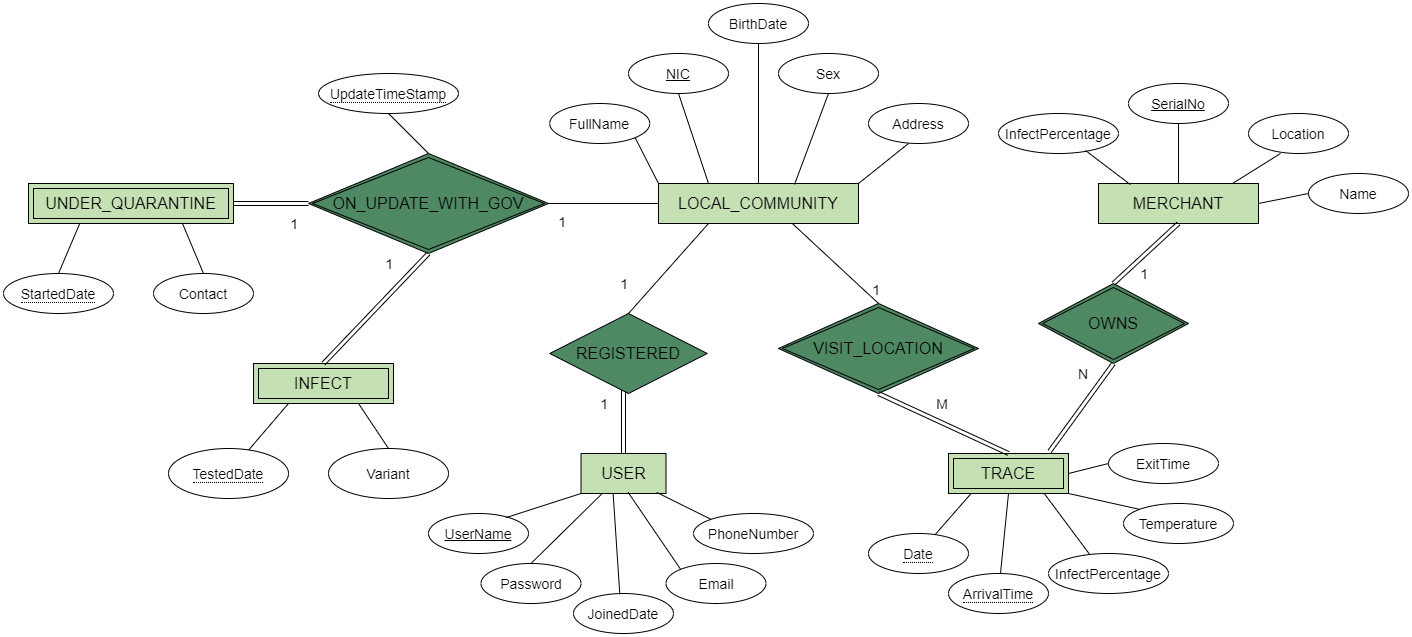 BirthDate
NIC
Sex
UpdateTimeStamp
FullName
Address
SerialNo
InfectPercentage
Location
Name
UNDER_QUARANTINE
ON_UPDATE_WITH_GOV
LOCAL_COMMUNITY
MERCHANT
1
1
1
1
1
1
StartedDate
Contact
OWNS
VISIT_LOCATION
REGISTERED
N
INFECT
1
M
TestedDate
Variant
USER
TRACE
ExitTime
UserName
PhoneNumber
Temperature
Date
Password
Email
InfectPercentage
ArrivalTime
JoinedDate